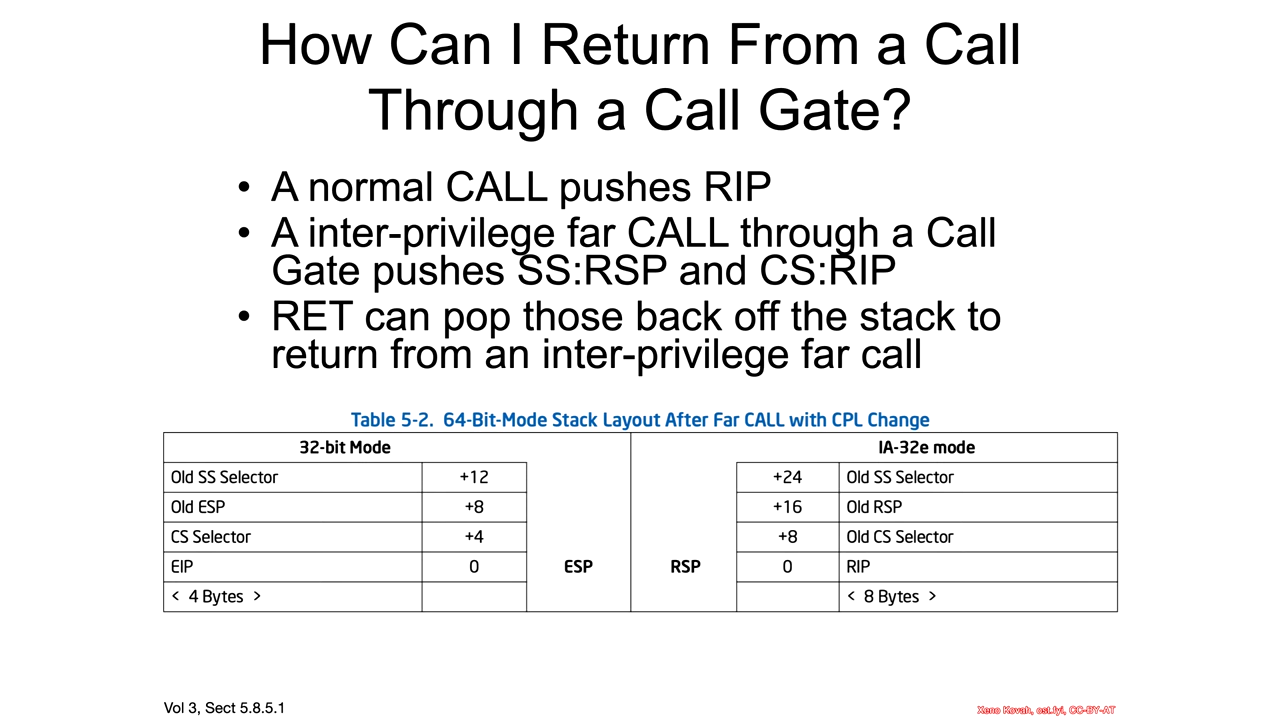 How Can I Return From a Call
Through a Call Gate?
• A normal CALL pushes RIP
• A inter-privilege far CALL through a Call
Gate pushes SS:RSP and CS:RIP
• RET can pop those back off the stack to
return from an inter-privilege far call
Table 5-2. 64-Bit-Mode Stack Layout After Far CALL with CPL Change
32-bit Mode IA-32e mode
Old SS Selector +12 +24 Old SS Selector
Old ESP +8 +16 Old RSP
CS Selector +4 +8 Old CS Selector
EIP 0 ESP RSP 0 RIP
< 4 Bytes > < 8 Bytes >
Vol 3, Sect 5.8.5.1
Xeno Kovah, ost.fyi, CC-BY-AT